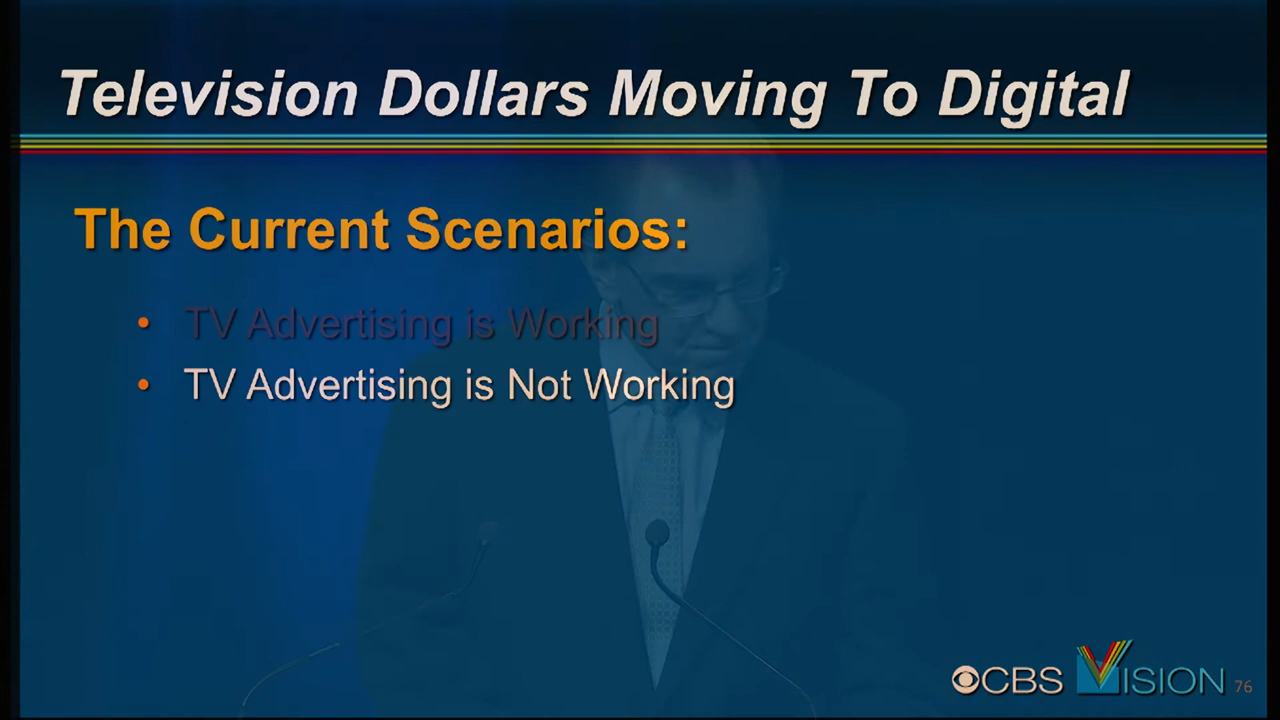 Television Dollars Moving To Digital
The Current Scenarios:
• TV Advertising is Working
• TV Advertising is Not Working
CBS VISION 76